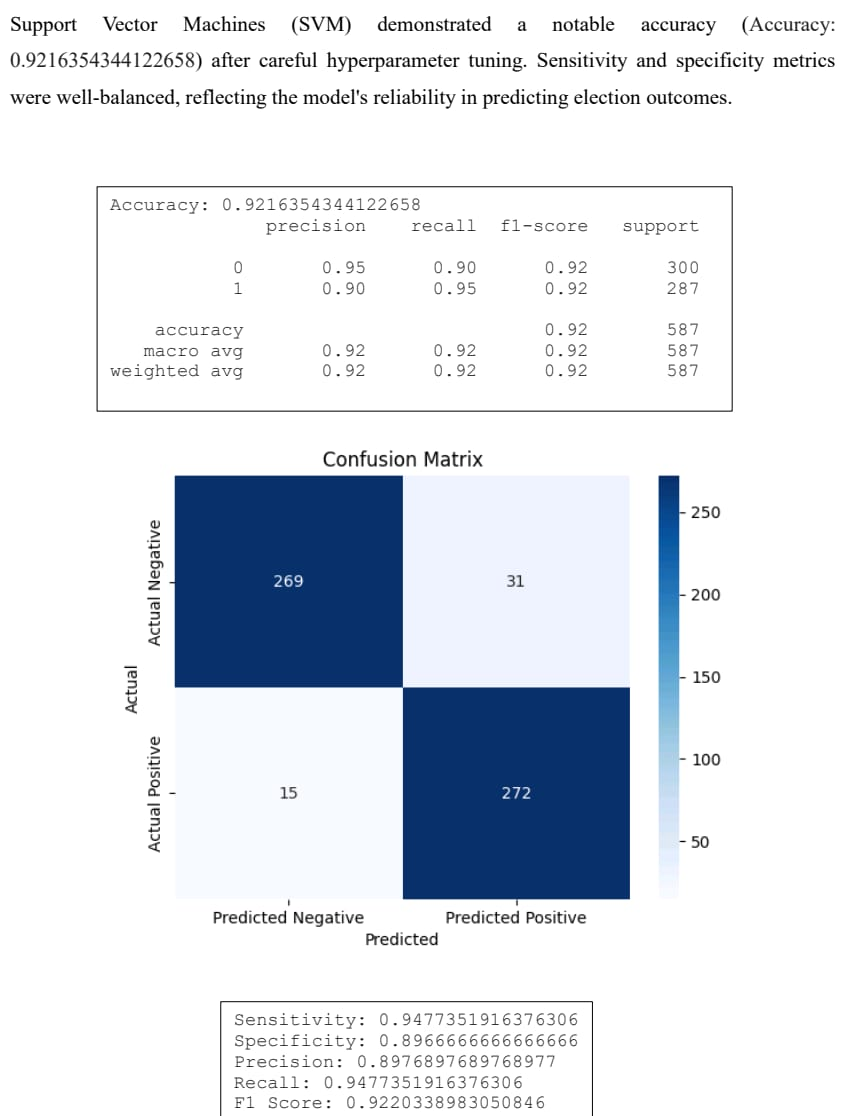 Support Vector Machines (SVM) demonstrated a notable accuracy (Accuracy:
0.9216354344122658) after careful hyperparameter tuning. Sensitivity and specificity metrics
were well-balanced, reflecting the model's reliability in predicting election outcomes.
Accuracy: 0.9216354344122658
precision recall f1-score support
0 0.95 0.90 0.92 300
1 0.90 0.95 0.92 287
accuracy 0.92 587
macro avg 0.92 0.92 0.92 587
weighted avg 0.92 0.92 0.92 587
Confusion Matrix
Actual
Actual Negative
269 31
Actual Positive
15 272
Predicted Negative Predicted Positive
Predicted
250
200
150
100
50
Sensitivity: 0.9477351916376306
Specificity: 0.8966666666666666
Precision: 0.8976897689768977
Recall: 0.9477351916376306
F1 Score: 0.9220338983050846